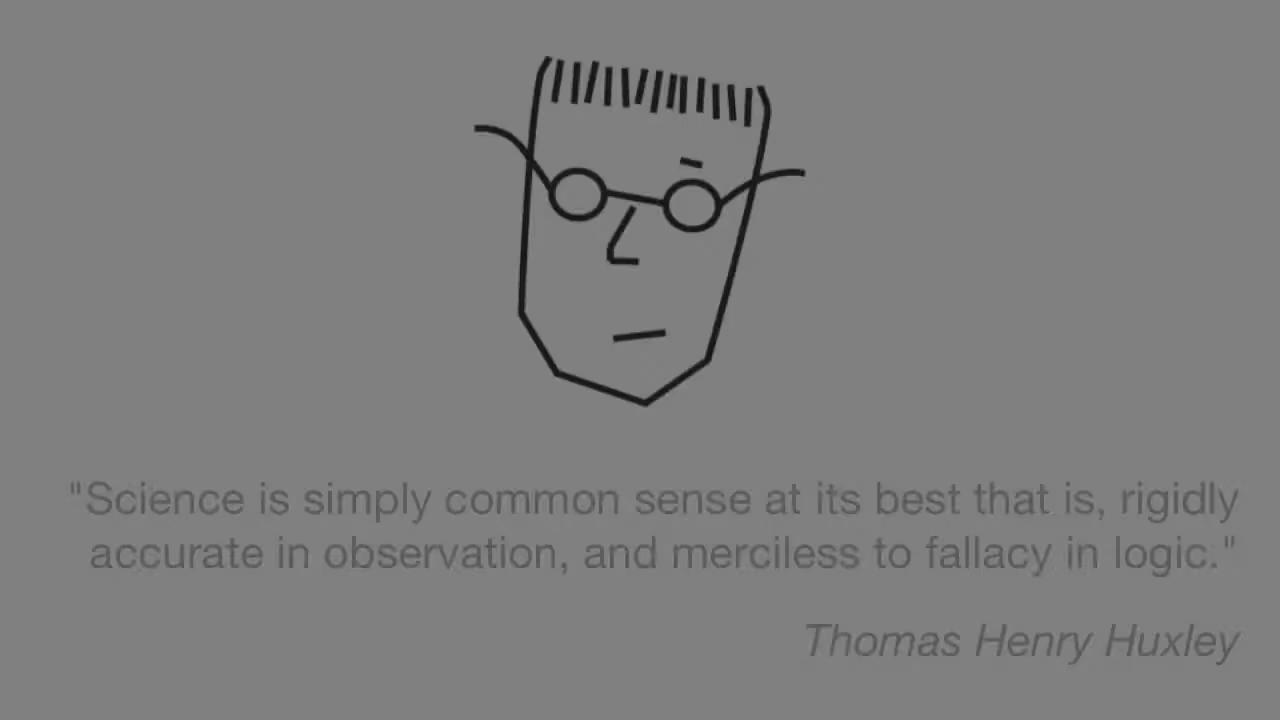 "Science is simply common sense at its best that is, rigidly
accurate in observation, and merciless to fallacy in logic."
Thomas Henry Huxley